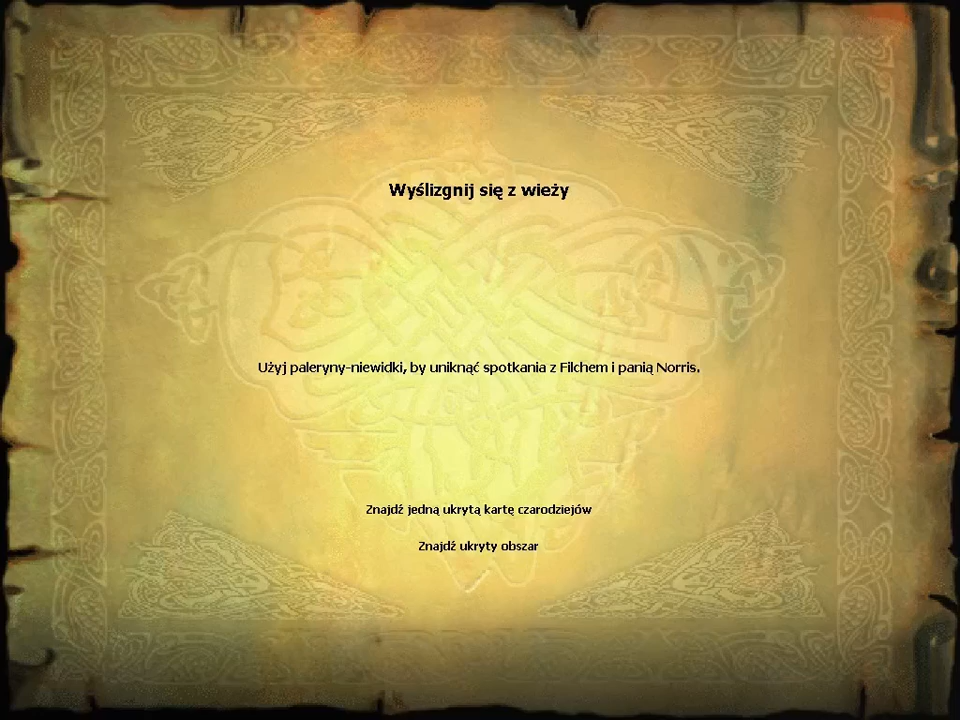 Wyślizgnij się z wieży
Użyj paleryny-niewidki, by uniknąć spotkania z Filchem i panią Norris.
Znajdź jedną ukrytą kartę czarodziejów
Znajdź ukryty obszar